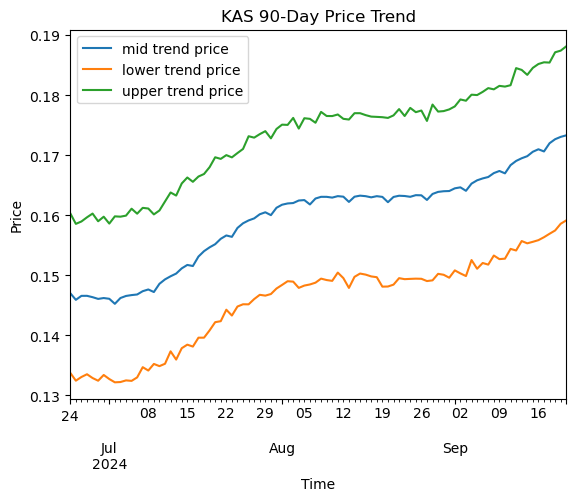 KAS 90-Day Price Trend
mid trend price
lower trend price
upper trend price
0.19
0.18
0.17
0.16
0.15
0.14
0.13
Price
24 08 15 22 29 05 12 19 26 02 09 16
Jul Aug Sep
2024
Time